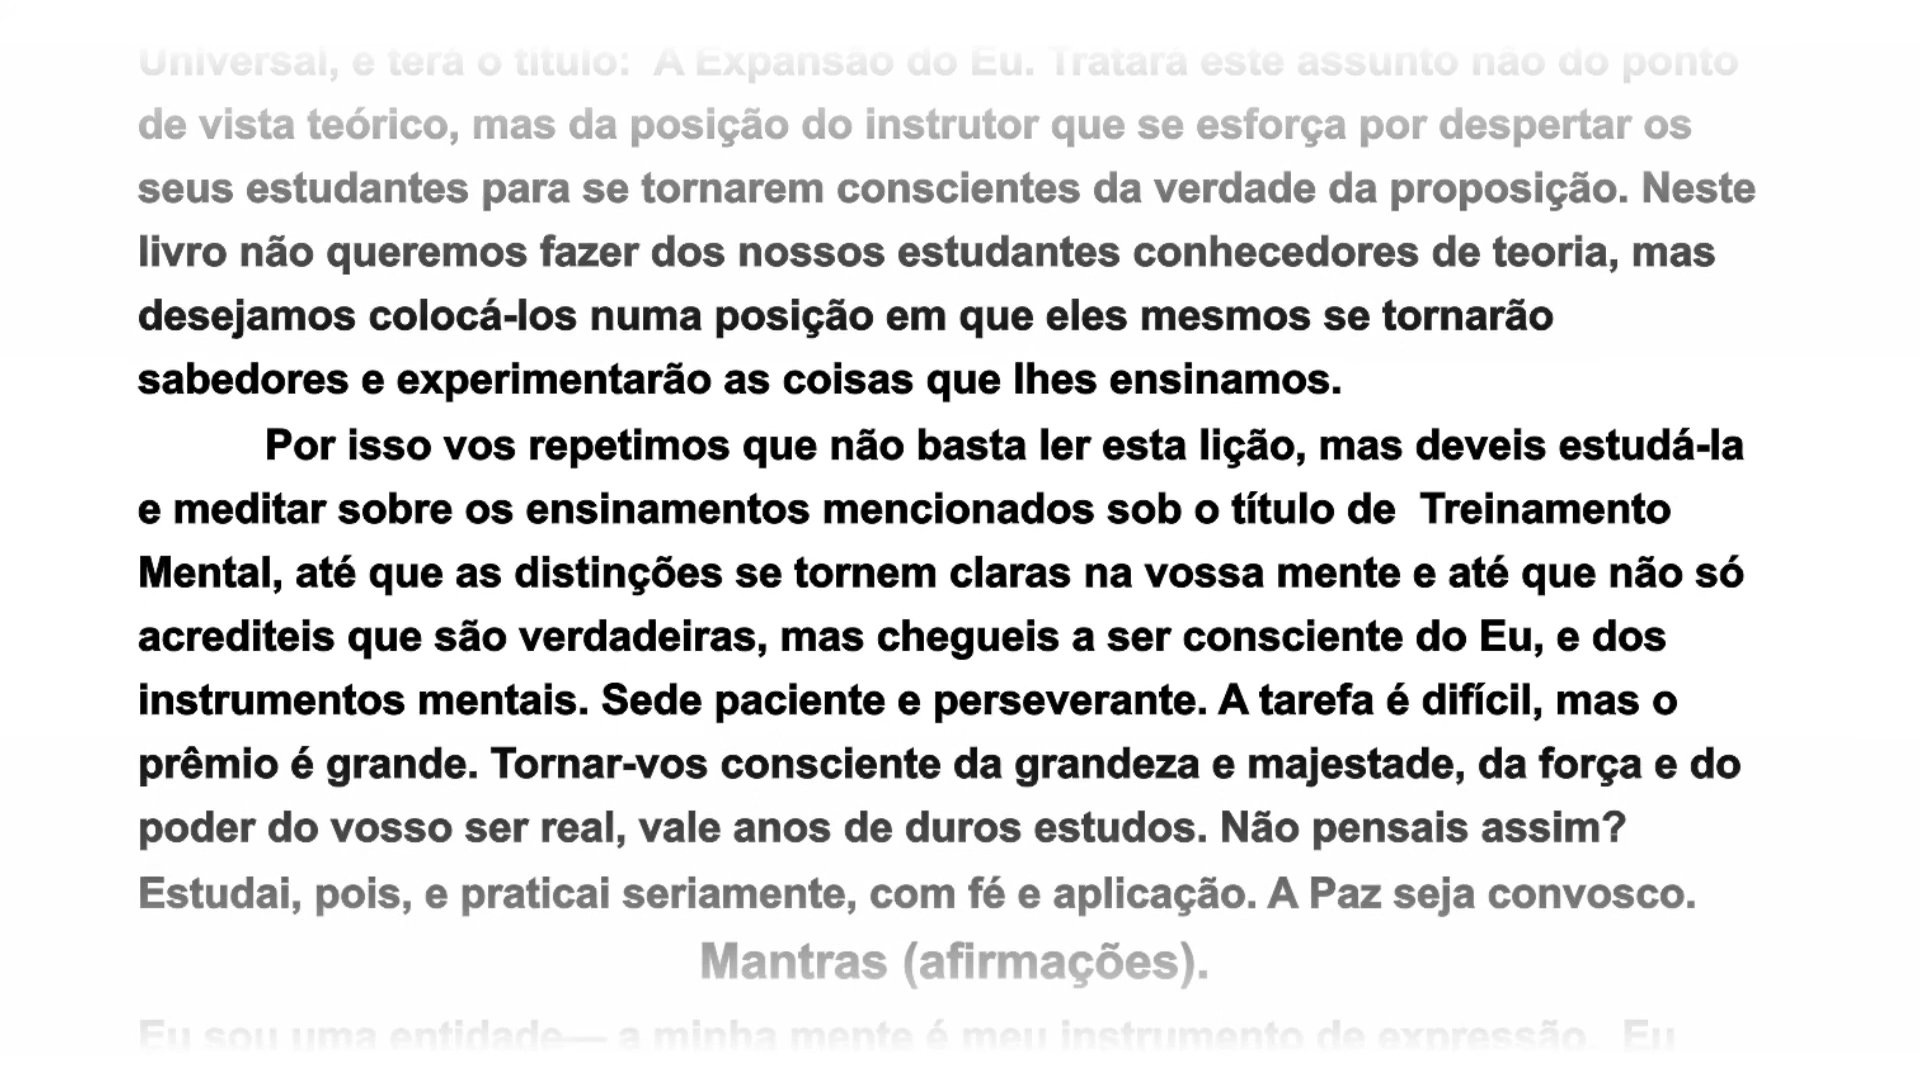 Universal, e terá o título:  A Expansão do Eu. Tratará este assunto não do ponto
de vista teórico, mas da posição do instrutor que se esforça por despertar os
seus estudantes para se tornarem conscientes da verdade da proposição. Neste
livro não queremos fazer dos nossos estudantes conhecedores de teoria, mas
desejamos colocá-los numa posição em que eles mesmos se tornarão
sabedores e experimentarão as coisas que lhes ensinamos.
Por isso vos repetimos que não basta ler esta lição, mas deveis estudá-la
e meditar sobre os ensinamentos mencionados sob o título de  Treinamento
Mental, até que as distinções se tornem claras na vossa mente e até que não só
acrediteis que são verdadeiras, mas chegueis a ser consciente do Eu, e dos
instrumentos mentais. Sede paciente e perseverante. A tarefa é difícil, mas o
prêmio é grande. Tornar-vos consciente da grandeza e majestade, da força e do
poder do vosso ser real, vale anos de duros estudos. Não pensais assim?
Estudai, pois, e praticai seriamente, com fé e aplicação. A Paz seja convosco.
Mantras (afirmações).
Eu sou uma entidade— a minha mente é meu instrumento de expressão.  Eu